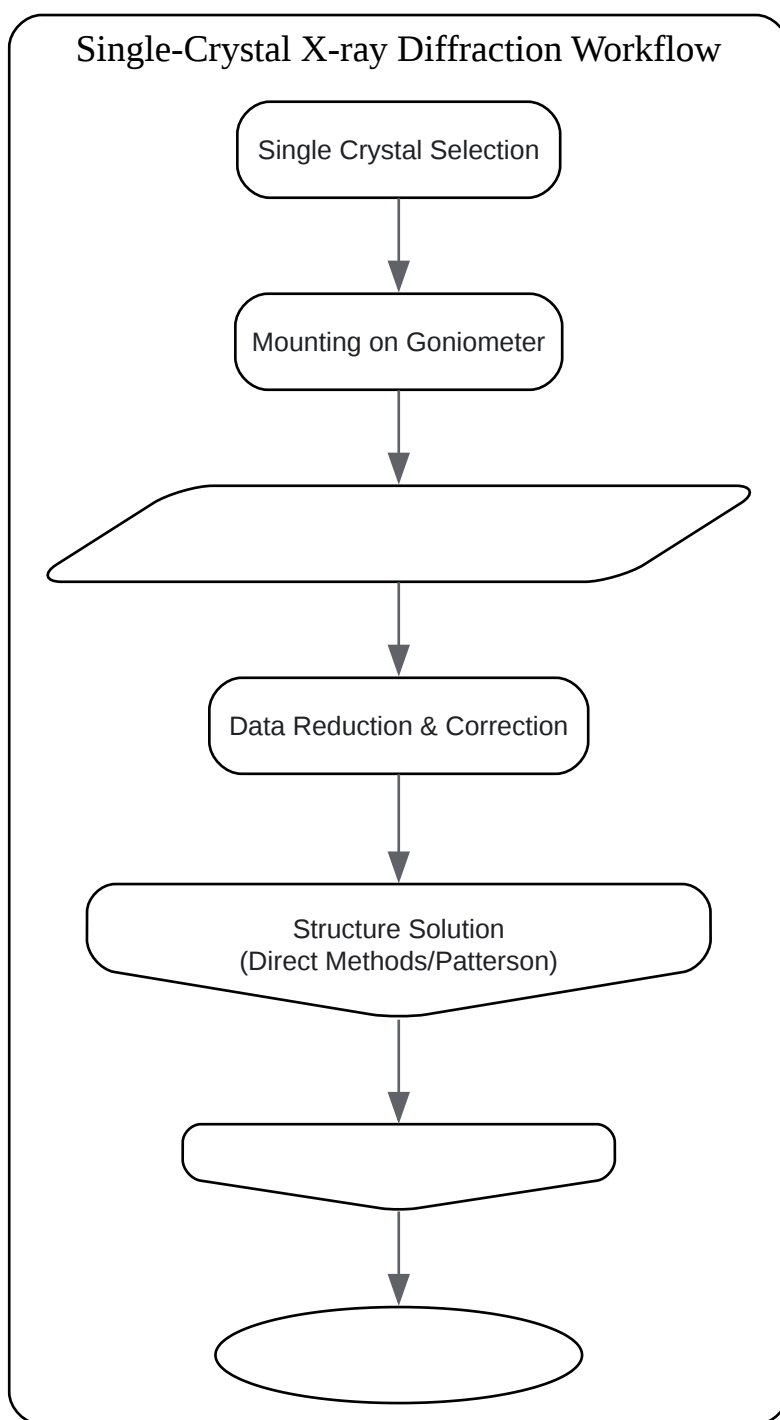 Single-Crystal X-ray Diffraction Workflow
Single Crystal Selection
Mounting on Goniometer
Data Reduction & Correction
Structure Solution
(Direct Methods/Patterson)